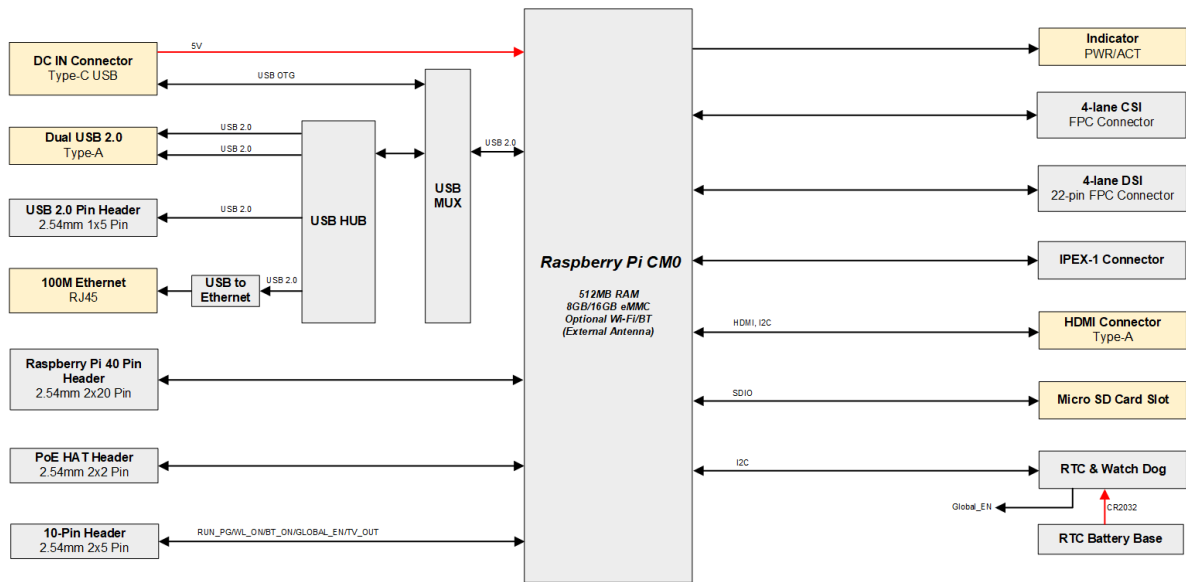 DC IN Connector
Type-C USB
5V
USB OTG
Dual USB 2.0
Type-A
USB 2.0
USB 2.0
USB 2.0 Pin Header
2.54mm 1x5 Pin
USB 2.0
100M Ethernet
RJ45
USB to
Ethernet
USB 2.0
USB HUB
USB
MUX
USB 2.0
Raspberry Pi 40 Pin
Header
2.54mm 2x20 Pin
PoE HAT Header
2.54mm 2x2 Pin
10-Pin Header
2.54mm 2x5 Pin
RUN_PG/WL_ON/BT_ON/GLOBAL_EN/TV_OUT
Raspberry Pi CM0
512MB RAM
8GB/16GB eMMC
Optional Wi-Fi/BT
(External Antenna)
Indicator
PWR/ACT
4-lane CSI
FPC Connector
4-lane DSI
22-pin FPC Connector
IPEX-1 Connector
HDMI, I2C
HDMI Connector
Type-A
SDIO
Micro SD Card Slot
I2C
RTC & Watch Dog
Global_EN
CR2032
RTC Battery Base